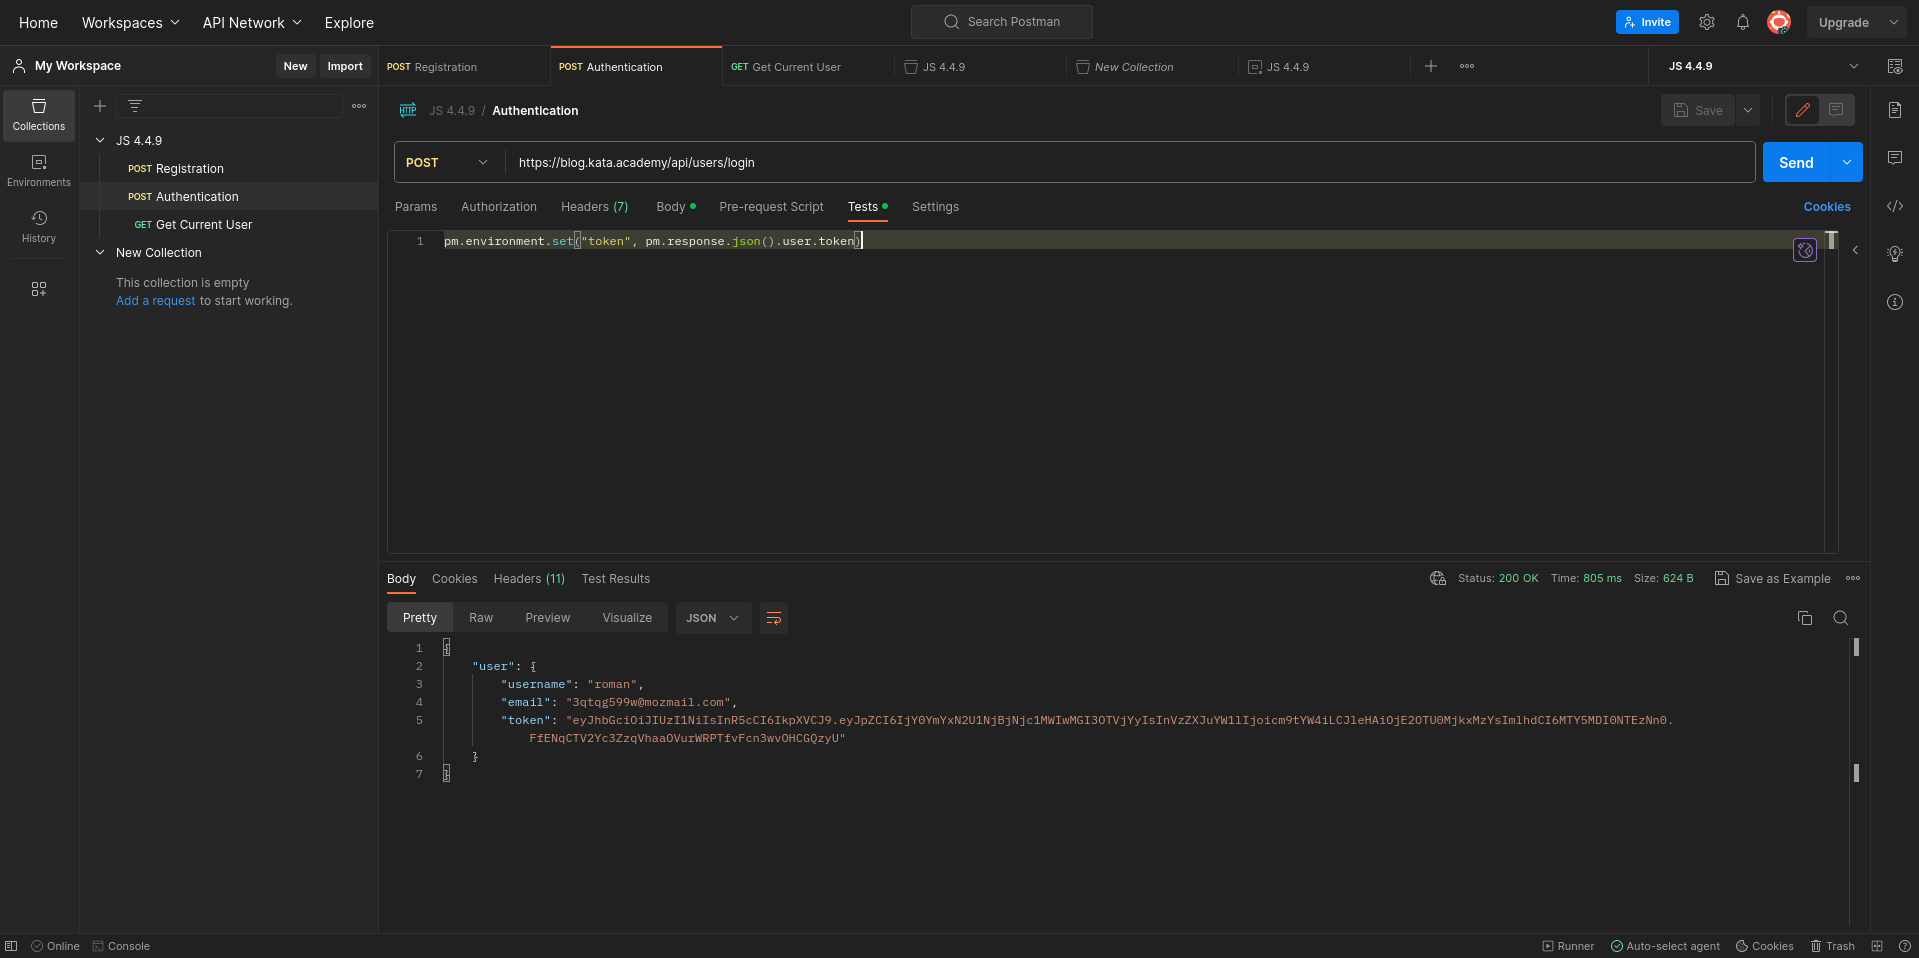 Home Workspaces API Network Explore Search Postman Invite Upgrade
My Workspace New Import POST Registration POST Authentication GET Get Current User JS 4.4.9 New Collection JS 4.4.9 JS 4.4.9
Collections
Environments
History
JS 4.4.9
POST Registration
POST Authentication
GET Get Current User
New Collection
This collection is empty
Add a request to start working.
HTTP JS 4.4.9 / Authentication Save
POST https://blog.kata.academy/api/users/login Send
Params Authorization Headers (7) Body Pre-request Script Tests Settings Cookies
1 pm.environment.set("token", pm.response.json().user.token)
Body Cookies Headers (11) Test Results Status: 200 OK Time: 805 ms Size: 624 B Save as Example
Pretty Raw Preview Visualize JSON
1 {
2 "user": {
3 "username": "roman",
4 "email": "3qtqg599w@mozmail.com",
5 "token": "eyJhbGciOiJIUzI1NiIsInR5cCI6IkpXVCJ9.eyJpZCI6IjY0YmYxN2U1NjBjNjc1MWIwMGI3OTVjYyIsInVzZXJuYW1lIjoicm9tYW4iLCJleHAiOjE2OTU0MjkxMzYsImlhdCI6MTY5MDI0NTEzNn0.
FfENqCTV2Yc3ZzqVhaaOVurWRPTfvFcn3wvOHCGQzyU"
6 }
7 }
Online Console Runner Auto-select agent Cookies Trash